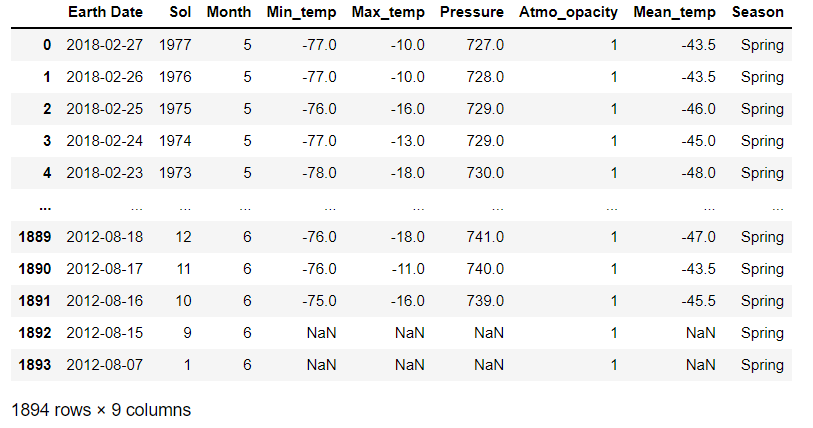 Earth Date Sol Month Min_temp Max_temp Pressure Atmo_opacity Mean_temp Season
0 2018-02-27 1977 5 -77.0 -10.0 727.0 1 -43.5 Spring
1 2018-02-26 1976 5 -77.0 -10.0 728.0 1 -43.5 Spring
2 2018-02-25 1975 5 -76.0 -16.0 729.0 1 -46.0 Spring
3 2018-02-24 1974 5 -77.0 -13.0 729.0 1 -45.0 Spring
4 2018-02-23 1973 5 -78.0 -18.0 730.0 1 -48.0 Spring
... ... ... ... ... ... ... ... ... ...
1889 2012-08-18 12 6 -76.0 -18.0 741.0 1 -47.0 Spring
1890 2012-08-17 11 6 -76.0 -11.0 740.0 1 -43.5 Spring
1891 2012-08-16 10 6 -75.0 -16.0 739.0 1 -45.5 Spring
1892 2012-08-15 9 6 NaN NaN NaN 1 NaN Spring
1893 2012-08-07 1 6 NaN NaN NaN 1 NaN Spring
1894 rows × 9 columns